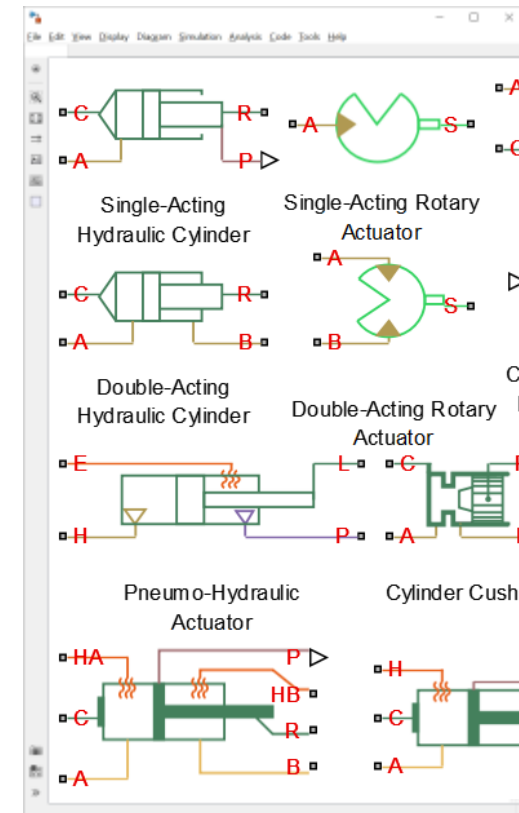 File Edit View Display Diagram Simulation Analysis Code Tools Help
C R
A P
A S
A
C
Single-Acting
Hydraulic Cylinder
Single-Acting Rotary
Actuator
C R
A B
A
S
B
Double-Acting
Hydraulic Cylinder
Double-Acting Rotary
Actuator
C
E L
H P
C
A
Pneumo-Hydraulic
Actuator
Cylinder Cush
HA P
HB
C R
A B
H
C
A